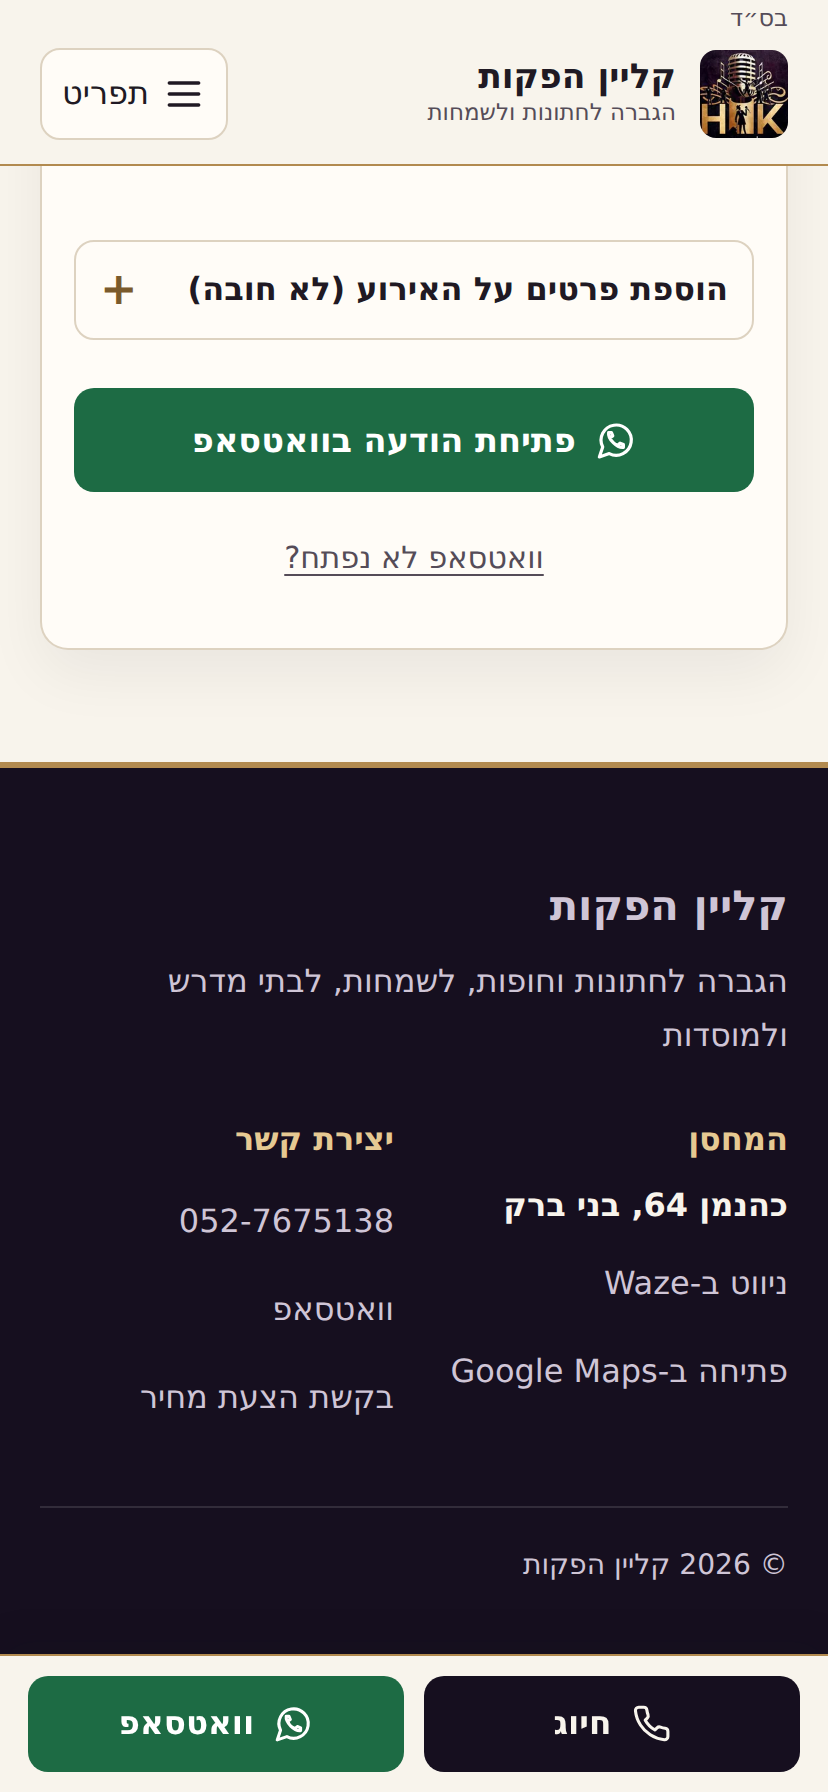 בס״ד
קליין הפקות
הגברה לחתונות ולשמחות
HK
תפריט
הוספת פרטים על האירוע (לא חובה)
+
פתיחת הודעה בוואטסאפ
וואטסאפ לא נפתח?
קליין הפקות
הגברה לחתונות וחופות, לשמחות, לבתי מדרש
ולמוסדות
המחסן
כהנמן 64, בני ברק
ניווט ב-Waze
פתיחה ב-Google Maps
יצירת קשר
052-7675138
וואטסאפ
בקשת הצעת מחיר
© 2026 קליין הפקות
חיוג
וואטסאפ